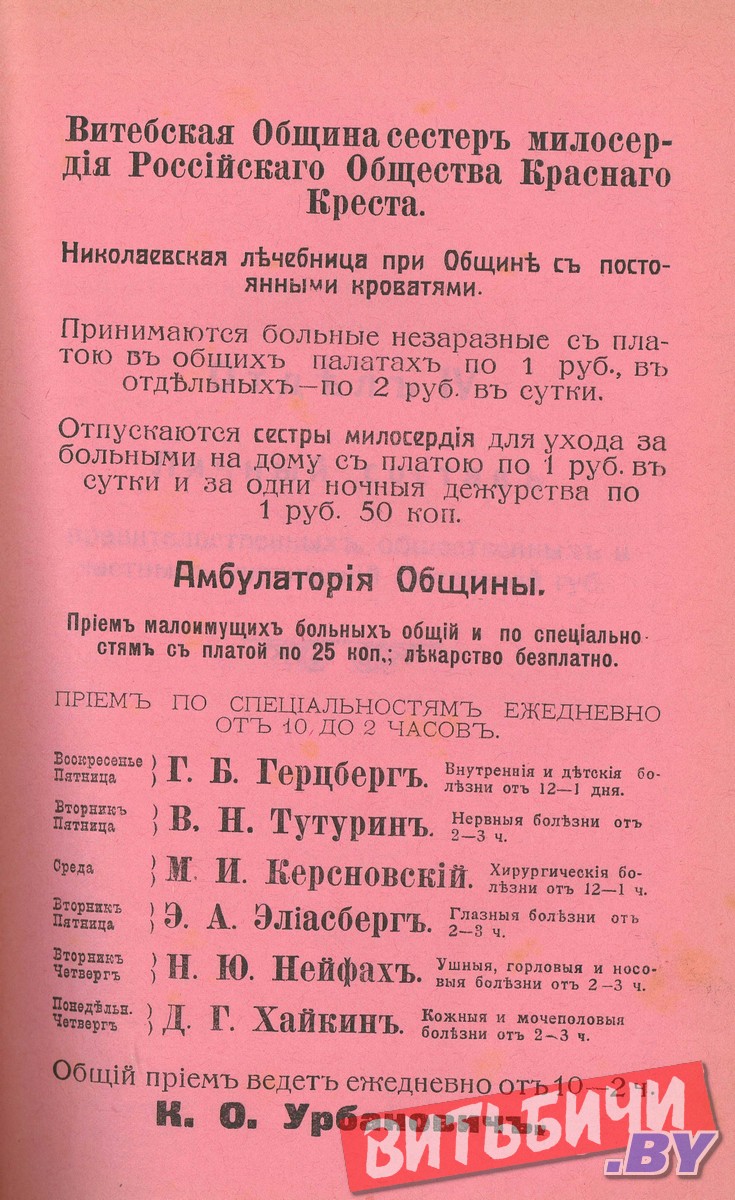 Витебская Община сестеръ милосер-
дія Россійскаго Общества Краснаго
Креста.
Николаевская лѣчебница при Общинѣ съ посто-
янными кроватями.
Принимаются больные незаразные съ пла-
тою въ общихъ палатахъ по 1 руб., въ
отдѣльныхъ—по 2 руб. въ сутки.
Отпускаются сестры милосердія для ухода за
больными на дому съ платою по 1 руб. въ
сутки и за одни ночныя дежурства по
1 руб. 50 коп.
Амбулаторія Общины.
Пріемъ малоимущихъ больныхъ общій и по спеціально-
стямъ съ платой по 25 коп.; лѣкарство безплатно.
ПРІЕМЪ ПО СПЕЦІАЛЬНОСТЯМЪ ЕЖЕДНЕВНО
ОТЪ 10 ДО 2 ЧАСОВЪ.
Воскресенье
Пятница ) Г. Б. Герцбергъ. Внутреннія и дѣтскія бо-
лѣзни отъ 12—1 дня.
Вторникъ
Пятница ) В. Н. Тутуринъ. Нервныя болѣзни отъ
2—3 ч.
Среда ) М. И. Керсновскій. Хирургическія бо-
лѣзни отъ 12—1 ч.
Вторникъ
Пятница ) Э. А. Эліасбергъ. Глазныя болѣзни отъ
2—3 ч.
Вторникъ
Четвергъ ) Н. Ю. Нейфахъ. Ушныя, горловыя и носо-
выя болѣзни отъ 2—3 ч.
Понедѣльн.
Четвергъ ) Д. Г. Хайкинъ. Кожныя и мочеполовыя
болѣзни отъ 2—3 ч.
Общій пріемъ ведетъ ежедневно отъ 10—2 ч.
К. О. Урбановичъ.
ВИТЬБИЧИ
.BY